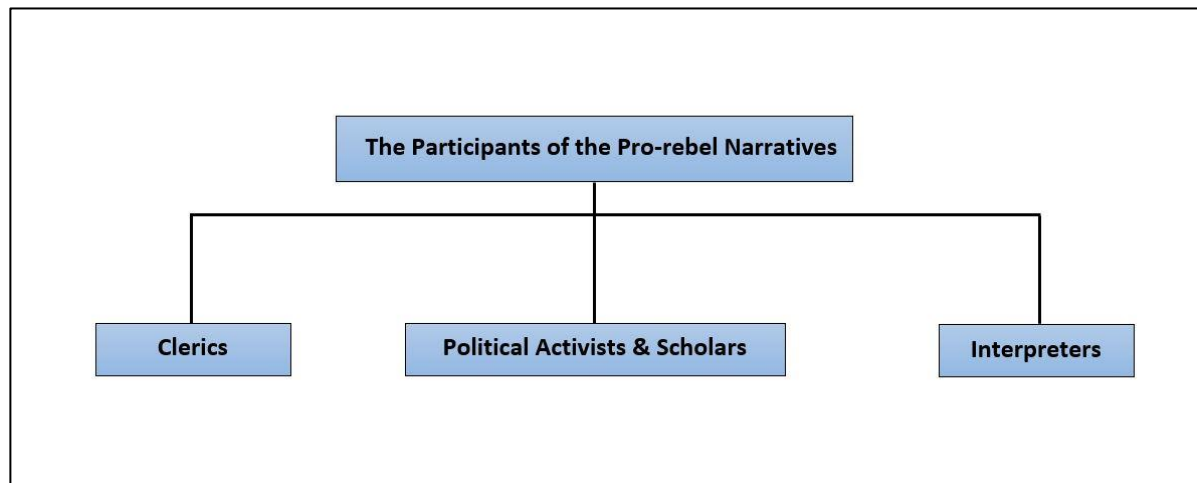 The Participants of the Pro-rebel Narratives
Clerics
Political Activists & Scholars
Interpreters